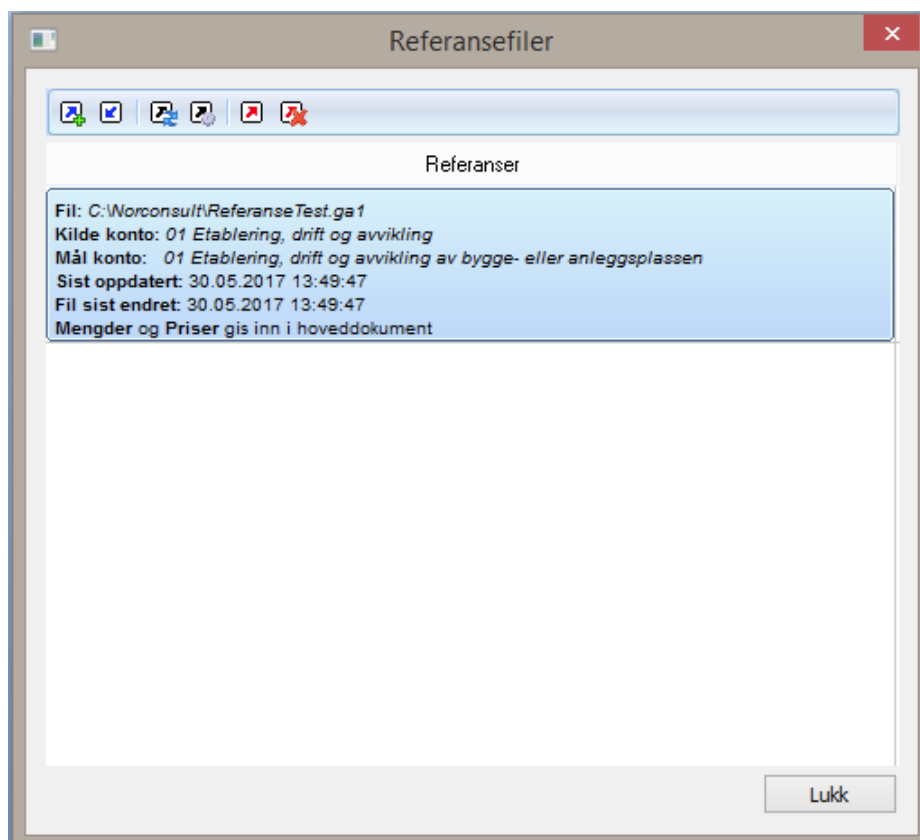 Referansefiler
Referanser
Fil: C:\Norconsult\ReferanseTest.ga1
Kilde konto: 01 Etablering, drift og avvikling
Mål konto: 01 Etablering, drift og avvikling av bygge- eller anleggsplassen
Sist oppdatert: 30.05.2017 13:49:47
Fil sist endret: 30.05.2017 13:49:47
Mengder og Priser gis inn i hoveddokument
Lukk